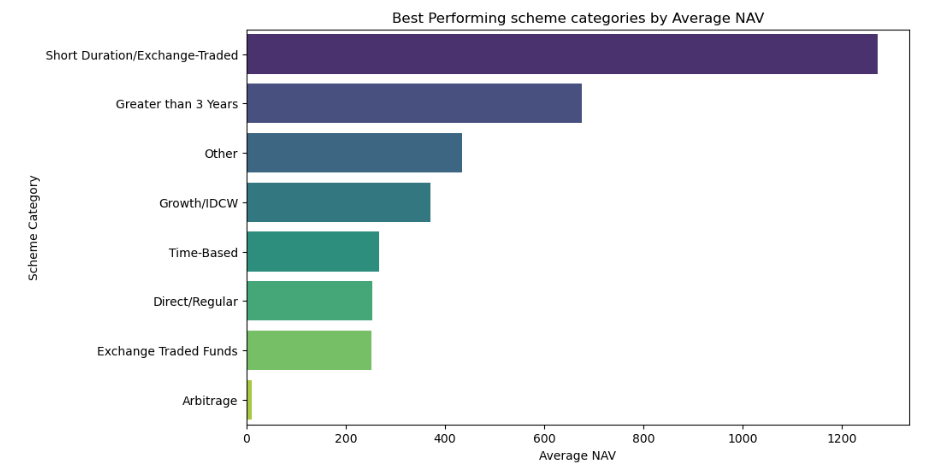 Best Performing scheme categories by Average NAV
Scheme Category
Short Duration/Exchange-Traded
Greater than 3 Years
Other
Growth/IDCW
Time-Based
Direct/Regular
Exchange Traded Funds
Arbitrage
0 200 400 600 800 1000 1200
Average NAV